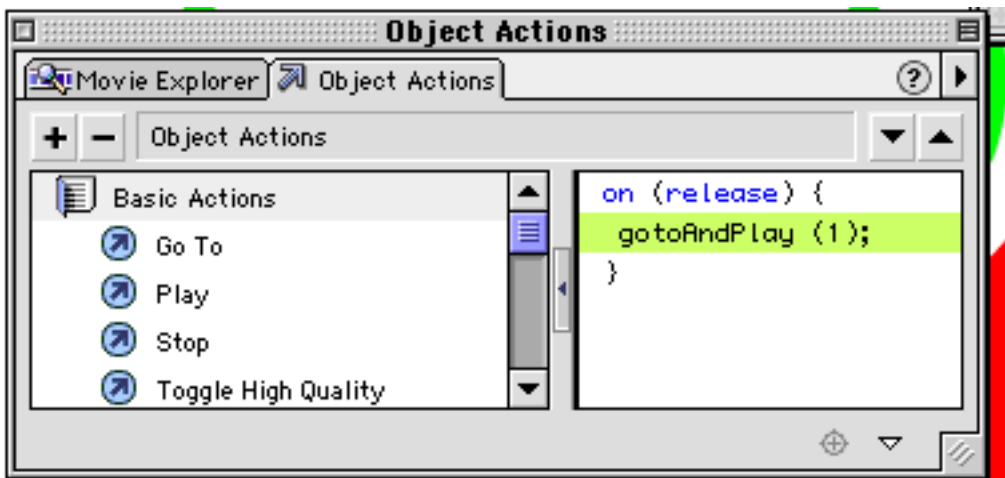 Object Actions
Movie Explorer Object Actions ?
+ − Object Actions
Basic Actions
Go To
Play
Stop
Toggle High Quality
on (release) {
gotoAndPlay (1);
}